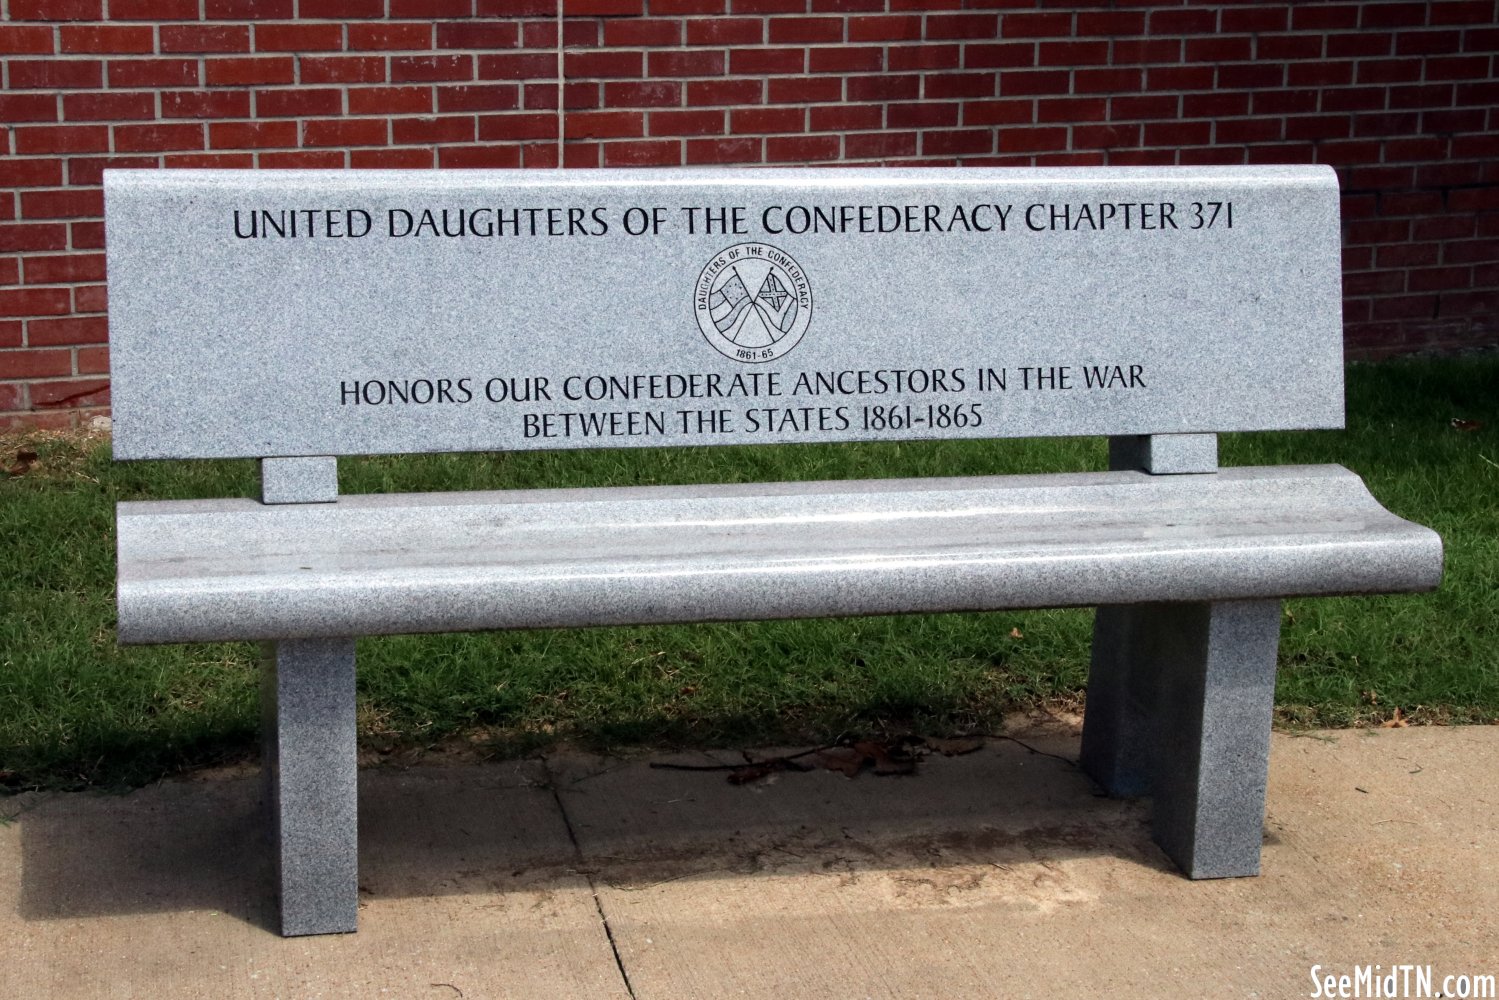 UNITED DAUGHTERS OF THE CONFEDERACY CHAPTER 371
DAUGHTERS OF THE CONFEDERACY
1861-65
HONORS OUR CONFEDERATE ANCESTORS IN THE WAR
BETWEEN THE STATES 1861-1865
SeeMidTN.com